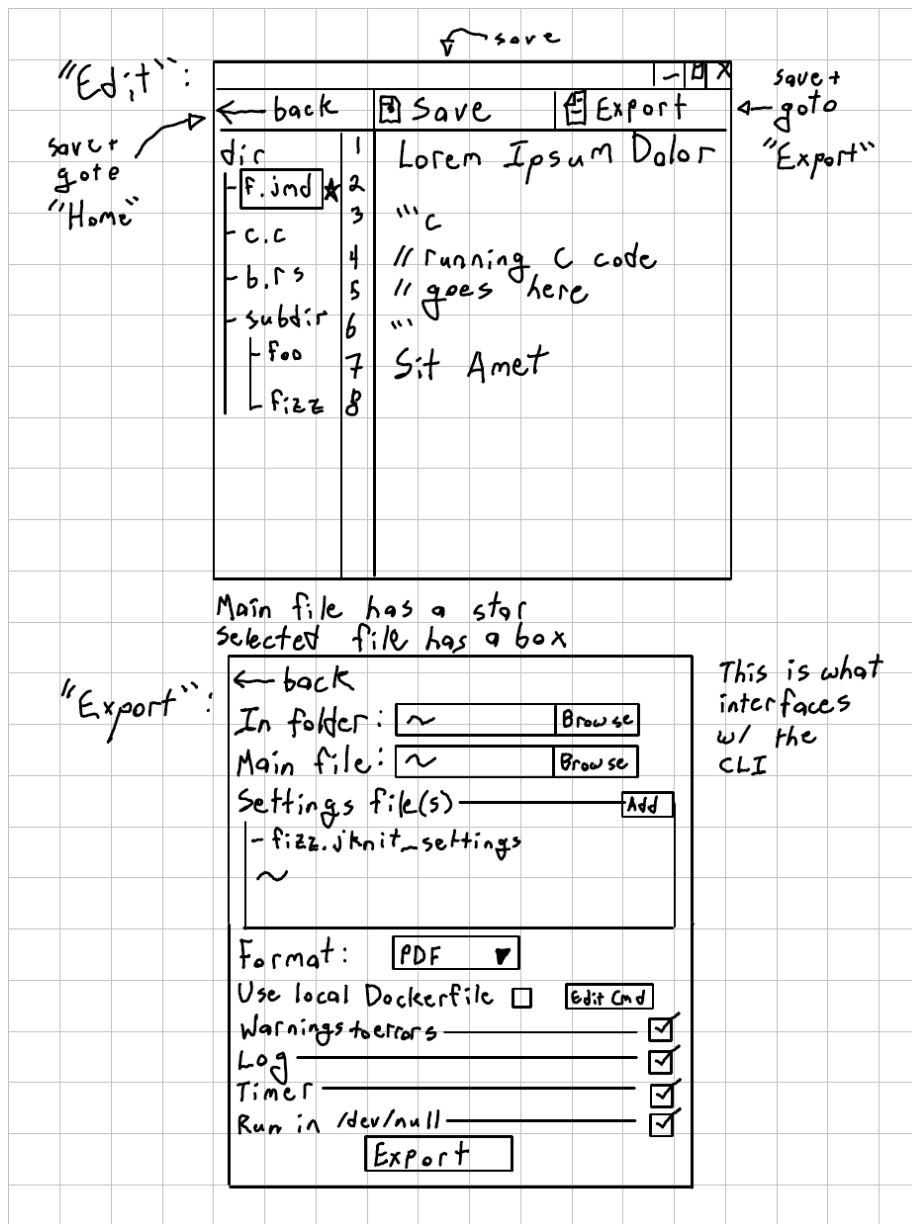 save
"Edit":
- X
← back
Save
Export
save +
goto
"Export"
save +
goto
"Home"
dir
f.jmd ★
c.c
b.rs
subdir
foo
fizz
1 Lorem Ipsum Dolor
2
3 ```c
4 // running C code
5 // goes here
6 ```
7 Sit Amet
8
Main file has a star
Selected file has a box
"Export":
← back
In folder: ~ Browse
Main file: ~ Browse
Settings file(s) Add
- fizz.jknit_settings
~
Format: PDF ▼
Use local Dockerfile ☐ Edit Cmd
Warnings to errors ☑
Log ☑
Timer ☑
Run in /dev/null ☑
Export
This is what
interfaces
w/ the
CLI